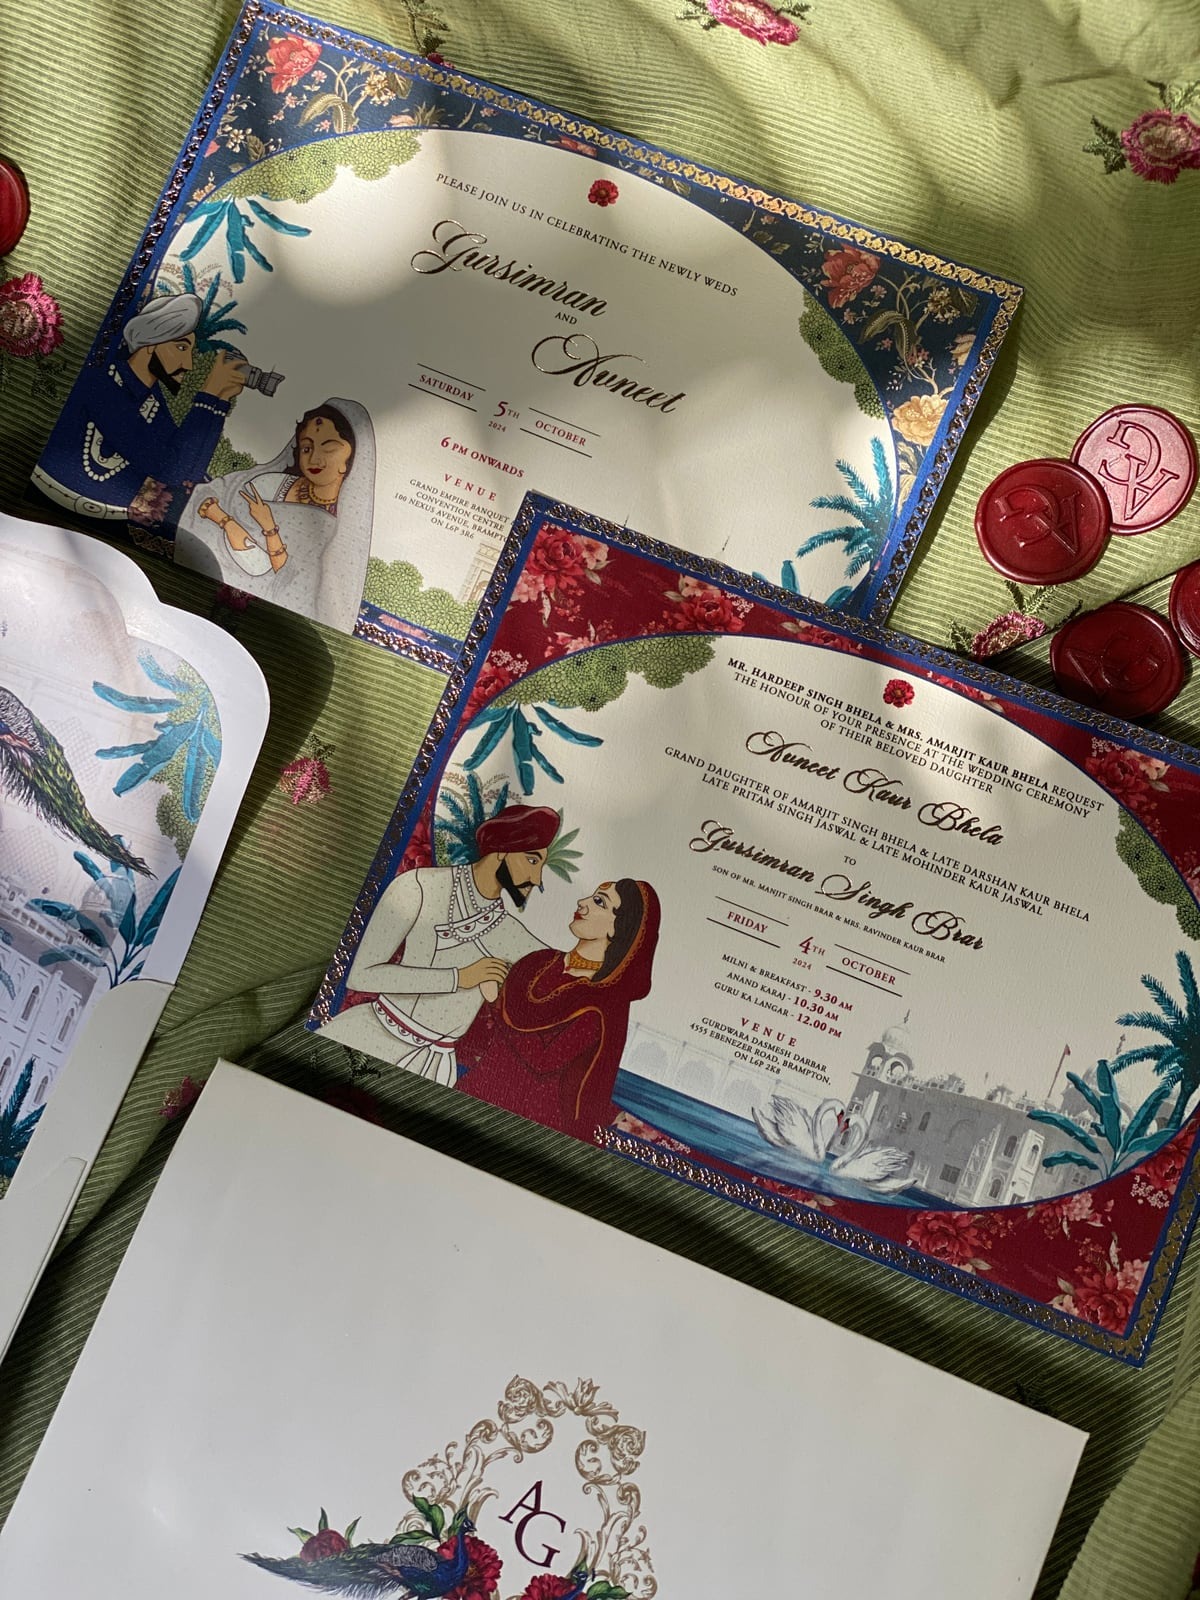 PLEASE JOIN US IN CELEBRATING THE NEWLY WEDS
Gursimran
AND
Avneet
SATURDAY 5TH OCTOBER
2024
6 PM ONWARDS
VENUE
GRAND EMPIRE BANQUET
CONVENTION CENTRE
100 NEXUS AVENUE,
ON L6P 3R6
MR. HARDEEP SINGH BHELA & MRS. AMARJIT KAUR BHELA REQUEST
THE HONOUR OF YOUR PRESENCE AT THE WEDDING CEREMONY
OF THEIR BELOVED DAUGHTER
Avneet Kaur Bhela
GRAND DAUGHTER OF AMARJIT SINGH BHELA & LATE DARSHAN KAUR BHELA
LATE PRITAM SINGH JASWAL & LATE MOHINDER KAUR JASWAL
TO
Gursimran Singh Brar
SON OF MR. MANJIT SINGH BRAR & MRS. RAVINDER KAUR BRAR
FRIDAY 4TH OCTOBER
2024
MILNI & BREAKFAST - 9.30 AM
ANAND KARAJ - 10.30 AM
GURU KA LANGAR - 12.00 PM
VENUE
GURDWARA DASMESH DARBAR
4555 EBENEZER ROAD, BRAMPTON,
ON L6P 2K8
AG
AG
AG
AG